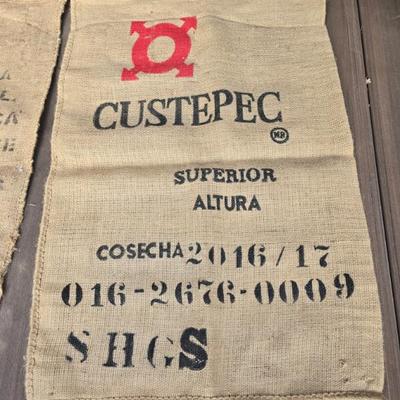 CUSTEPEC
MR
SUPERIOR
ALTURA
COSECHA 2016/17
016-2676-0009
SHGS